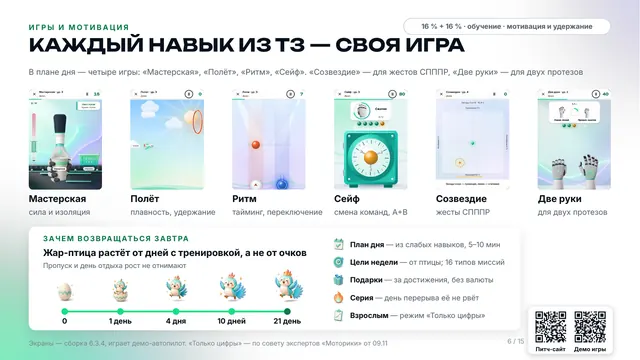 ИГРЫ И МОТИВАЦИЯ
16 % + 16 % · обучение · мотивация и удержание
КАЖДЫЙ НАВЫК ИЗ ТЗ — СВОЯ ИГРА
В плане дня — четыре игры: «Мастерская», «Полёт», «Ритм», «Сейф». «Созвездие» — для жестов СПППР, «Две руки» — для двух протезов
Мастерская
сила и изоляция
Полёт
плавность, удержание
Ритм
тайминг, переключение
Сейф
смена команд, A+B
Созвездие
жесты СПППР
Две руки
для двух протезов
ЗАЧЕМ ВОЗВРАЩАТЬСЯ ЗАВТРА
Жар-птица растёт от дней с тренировкой, а не от очков
Пропуск и день отдыха рост не отнимают
0
1 день
4 дня
10 дней
21 день
План дня — из слабых навыков, 5–10 мин
Цели недели — от птицы; 16 типов миссий
Подарки — за достижения, без валюты
Серия — день перерыва её не рвёт
Взрослым — режим «Только цифры»
Экраны — сборка 6.3.4, играет демо-автопилот. «Только цифры» — по совету экспертов «Моторики» от 09.11
6 / 15
Питч-сайт
Демо игры